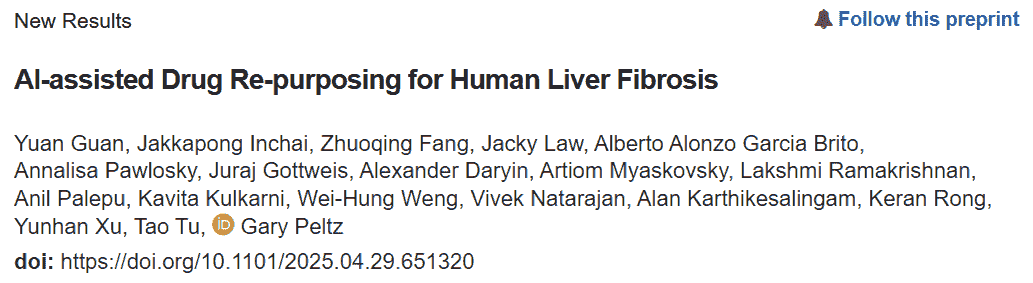 New Results
Follow this preprint
AI-assisted Drug Re-purposing for Human Liver Fibrosis
Yuan Guan, Jakkapong Inchai, Zhuoqing Fang, Jacky Law, Alberto Alonzo Garcia Brito,
Annalisa Pawlosky, Juraj Gottweis, Alexander Daryin, Artiom Myaskovsky, Lakshmi Ramakrishnan,
Anil Palepu, Kavita Kulkarni, Wei-Hung Weng, Vivek Natarajan, Alan Karthikesalingam, Keran Rong,
Yunhan Xu, Tao Tu, iD Gary Peltz
doi: https://doi.org/10.1101/2025.04.29.651320